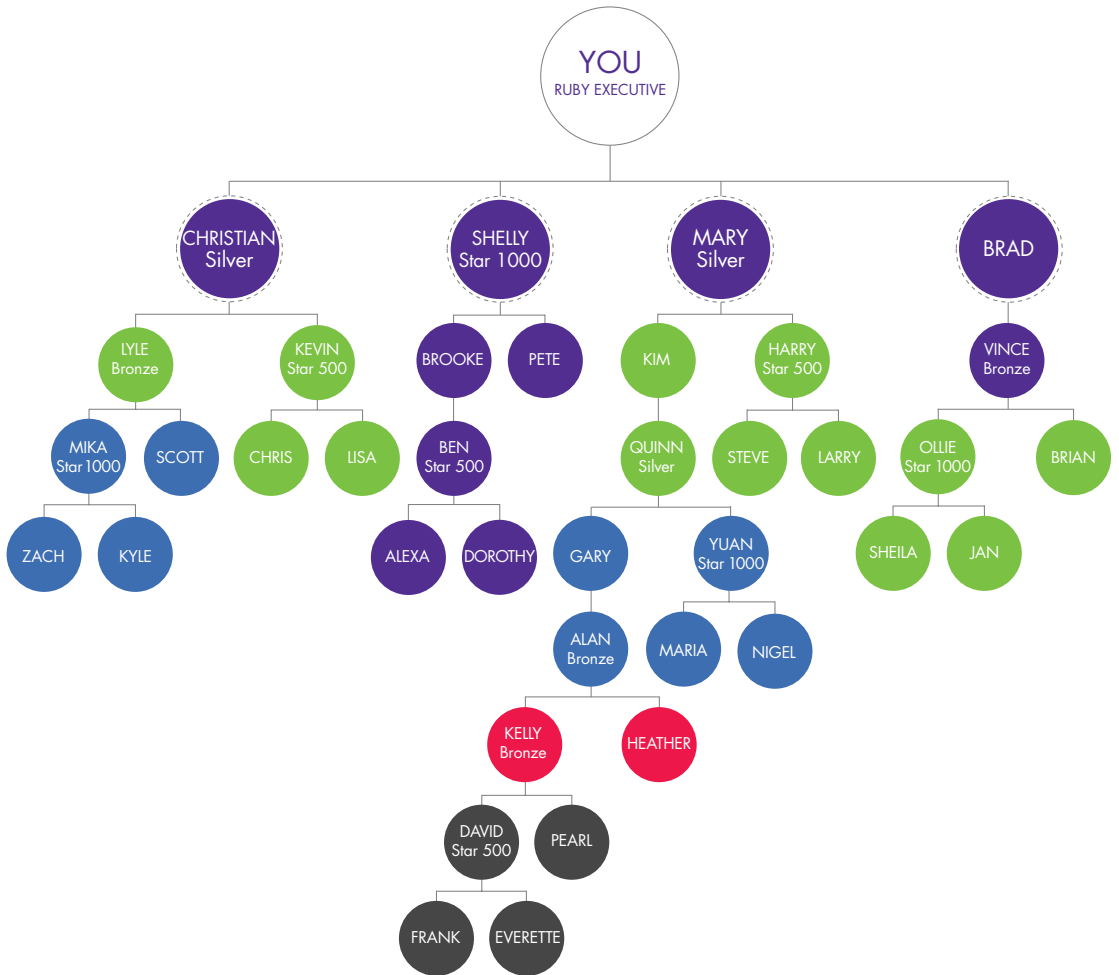 YOU
RUBY EXECUTIVE
CHRISTIAN
Silver
SHELLY
Star 1000
MARY
Silver
BRAD
LYLE
Bronze
KEVIN
Star 500
BROOKE
PETE
KIM
HARRY
Star 500
VINCE
Bronze
MIKA
Star 1000
SCOTT
CHRIS
LISA
BEN
Star 500
QUINN
Silver
STEVE
LARRY
OLLIE
Star 1000
BRIAN
ZACH
KYLE
ALEXA
DOROTHY
GARY
YUAN
Star 1000
SHEILA
JAN
ALAN
Bronze
MARIA
NIGEL
KELLY
Bronze
HEATHER
DAVID
Star 500
PEARL
FRANK
EVERETTE